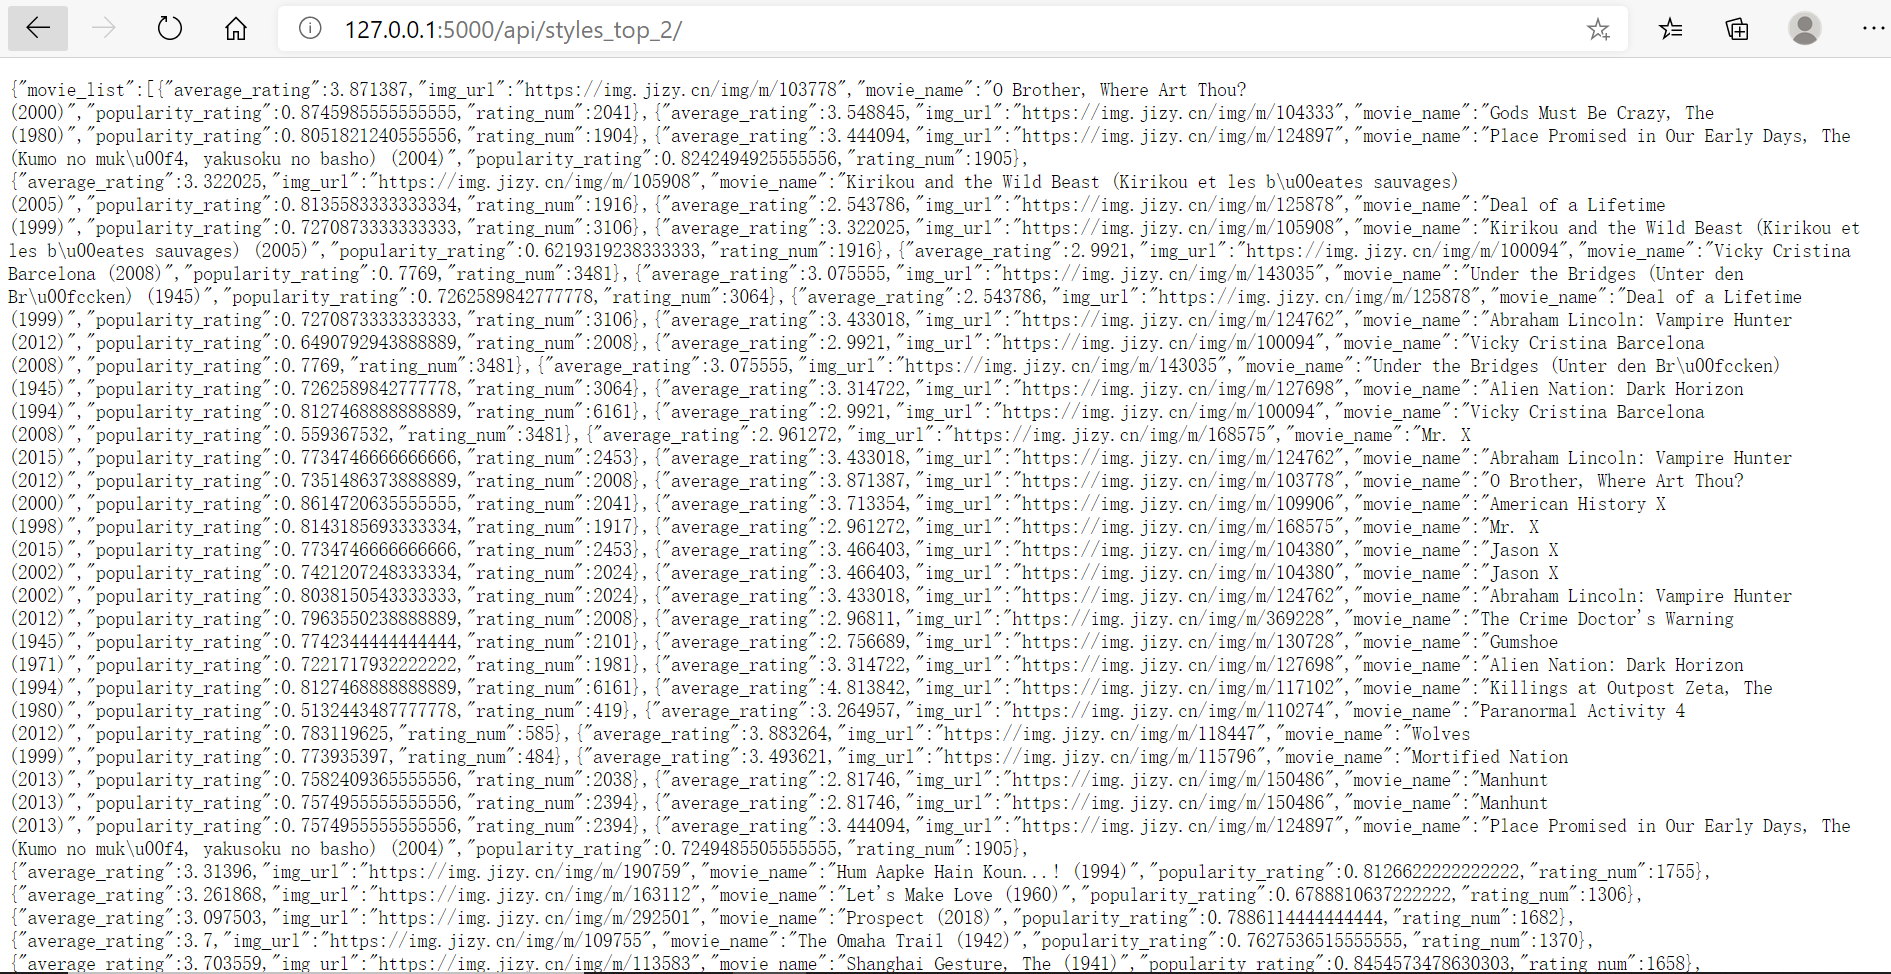 127.0.0.1:5000/api/styles_top_2/
{"movie_list":[{"average_rating":3.871387,"img_url":"https://img.jizy.cn/img/m/103778","movie_name":"O Brother, Where Art Thou?
(2000)","popularity_rating":0.8745985555555555,"rating_num":2041},{"average_rating":3.548845,"img_url":"https://img.jizy.cn/img/m/104333","movie_name":"Gods Must Be Crazy, The
(1980)","popularity_rating":0.8051821240555556,"rating_num":1904},{"average_rating":3.444094,"img_url":"https://img.jizy.cn/img/m/124897","movie_name":"Place Promised in Our Early Days, The
(Kumo no muk\u00f4, yakusoku no basho) (2004)","popularity_rating":0.8242494925555556,"rating_num":1905},
{"average_rating":3.322025,"img_url":"https://img.jizy.cn/img/m/105908","movie_name":"Kirikou and the Wild Beast (Kirikou et les b\u00eates sauvages)
(2005)","popularity_rating":0.8135583333333334,"rating_num":1916},{"average_rating":2.543786,"img_url":"https://img.jizy.cn/img/m/125878","movie_name":"Deal of a Lifetime
(1999)","popularity_rating":0.7270873333333333,"rating_num":3106},{"average_rating":3.322025,"img_url":"https://img.jizy.cn/img/m/105908","movie_name":"Kirikou and the Wild Beast (Kirikou et
les b\u00eates sauvages) (2005)","popularity_rating":0.6219319238333333,"rating_num":1916},{"average_rating":2.9921,"img_url":"https://img.jizy.cn/img/m/100094","movie_name":"Vicky Cristina
Barcelona (2008)","popularity_rating":0.7769,"rating_num":3481},{"average_rating":3.075555,"img_url":"https://img.jizy.cn/img/m/143035","movie_name":"Under the Bridges (Unter den
Br\u00fccken) (1945)","popularity_rating":0.7262589842777778,"rating_num":3064},{"average_rating":2.543786,"img_url":"https://img.jizy.cn/img/m/125878","movie_name":"Deal of a Lifetime
(1999)","popularity_rating":0.7270873333333333,"rating_num":3106},{"average_rating":3.433018,"img_url":"https://img.jizy.cn/img/m/124762","movie_name":"Abraham Lincoln: Vampire Hunter
(2012)","popularity_rating":0.6490792943888889,"rating_num":2008},{"average_rating":2.9921,"img_url":"https://img.jizy.cn/img/m/100094","movie_name":"Vicky Cristina Barcelona
(2008)","popularity_rating":0.7769,"rating_num":3481},{"average_rating":3.075555,"img_url":"https://img.jizy.cn/img/m/143035","movie_name":"Under the Bridges (Unter den Br\u00fccken)
(1945)","popularity_rating":0.7262589842777778,"rating_num":3064},{"average_rating":3.314722,"img_url":"https://img.jizy.cn/img/m/127698","movie_name":"Alien Nation: Dark Horizon
(1994)","popularity_rating":0.8127468888888889,"rating_num":6161},{"average_rating":2.9921,"img_url":"https://img.jizy.cn/img/m/100094","movie_name":"Vicky Cristina Barcelona
(2008)","popularity_rating":0.559367532,"rating_num":3481},{"average_rating":2.961272,"img_url":"https://img.jizy.cn/img/m/168575","movie_name":"Mr. X
(2015)","popularity_rating":0.7734746666666666,"rating_num":2453},{"average_rating":3.433018,"img_url":"https://img.jizy.cn/img/m/124762","movie_name":"Abraham Lincoln: Vampire Hunter
(2012)","popularity_rating":0.7351486373888889,"rating_num":2008},{"average_rating":3.871387,"img_url":"https://img.jizy.cn/img/m/103778","movie_name":"O Brother, Where Art Thou?
(2000)","popularity_rating":0.8614720635555555,"rating_num":2041},{"average_rating":3.713354,"img_url":"https://img.jizy.cn/img/m/109906","movie_name":"American History X
(1998)","popularity_rating":0.8143185693333334,"rating_num":1917},{"average_rating":2.961272,"img_url":"https://img.jizy.cn/img/m/168575","movie_name":"Mr. X
(2015)","popularity_rating":0.7734746666666666,"rating_num":2453},{"average_rating":3.466403,"img_url":"https://img.jizy.cn/img/m/104380","movie_name":"Jason X
(2002)","popularity_rating":0.7421207248333334,"rating_num":2024},{"average_rating":3.466403,"img_url":"https://img.jizy.cn/img/m/104380","movie_name":"Jason X
(2002)","popularity_rating":0.8038150543333333,"rating_num":2024},{"average_rating":3.433018,"img_url":"https://img.jizy.cn/img/m/124762","movie_name":"Abraham Lincoln: Vampire Hunter
(2012)","popularity_rating":0.7963550238888889,"rating_num":2008},{"average_rating":2.96811,"img_url":"https://img.jizy.cn/img/m/369228","movie_name":"The Crime Doctor's Warning
(1945)","popularity_rating":0.7742344444444444,"rating_num":2101},{"average_rating":2.756689,"img_url":"https://img.jizy.cn/img/m/130728","movie_name":"Gumshoe
(1971)","popularity_rating":0.7221717932222222,"rating_num":1981},{"average_rating":3.314722,"img_url":"https://img.jizy.cn/img/m/127698","movie_name":"Alien Nation: Dark Horizon
(1994)","popularity_rating":0.8127468888888889,"rating_num":6161},{"average_rating":4.813842,"img_url":"https://img.jizy.cn/img/m/117102","movie_name":"Killings at Outpost Zeta, The
(1980)","popularity_rating":0.5132443487777778,"rating_num":419},{"average_rating":3.264957,"img_url":"https://img.jizy.cn/img/m/110274","movie_name":"Paranormal Activity 4
(2012)","popularity_rating":0.783119625,"rating_num":585},{"average_rating":3.883264,"img_url":"https://img.jizy.cn/img/m/118447","movie_name":"Wolves
(1999)","popularity_rating":0.773935397,"rating_num":484},{"average_rating":3.493621,"img_url":"https://img.jizy.cn/img/m/115796","movie_name":"Mortified Nation
(2013)","popularity_rating":0.7582409365555556,"rating_num":2038},{"average_rating":2.81746,"img_url":"https://img.jizy.cn/img/m/150486","movie_name":"Manhunt
(2013)","popularity_rating":0.7574955555555556,"rating_num":2394},{"average_rating":2.81746,"img_url":"https://img.jizy.cn/img/m/150486","movie_name":"Manhunt
(2013)","popularity_rating":0.7574955555555556,"rating_num":2394},{"average_rating":3.444094,"img_url":"https://img.jizy.cn/img/m/124897","movie_name":"Place Promised in Our Early Days, The
(Kumo no muk\u00f4, yakusoku no basho) (2004)","popularity_rating":0.7249485505555555,"rating_num":1905},
{"average_rating":3.31396,"img_url":"https://img.jizy.cn/img/m/190759","movie_name":"Hum Aapke Hain Koun...! (1994)","popularity_rating":0.8126622222222222,"rating_num":1755},
{"average_rating":3.261868,"img_url":"https://img.jizy.cn/img/m/163112","movie_name":"Let's Make Love (1960)","popularity_rating":0.6788810637222222,"rating_num":1306},
{"average_rating":3.097503,"img_url":"https://img.jizy.cn/img/m/292501","movie_name":"Prospect (2018)","popularity_rating":0.7886114444444444,"rating_num":1682},
{"average_rating":3.7,"img_url":"https://img.jizy.cn/img/m/109755","movie_name":"The Omaha Trail (1942)","popularity_rating":0.7627536515555555,"rating_num":1370},
{"average_rating":3.703559,"img_url":"https://img.jizy.cn/img/m/113583","movie_name":"Shanghai Gesture, The (1941)","popularity_rating":0.8454573478630303,"rating_num":1658},